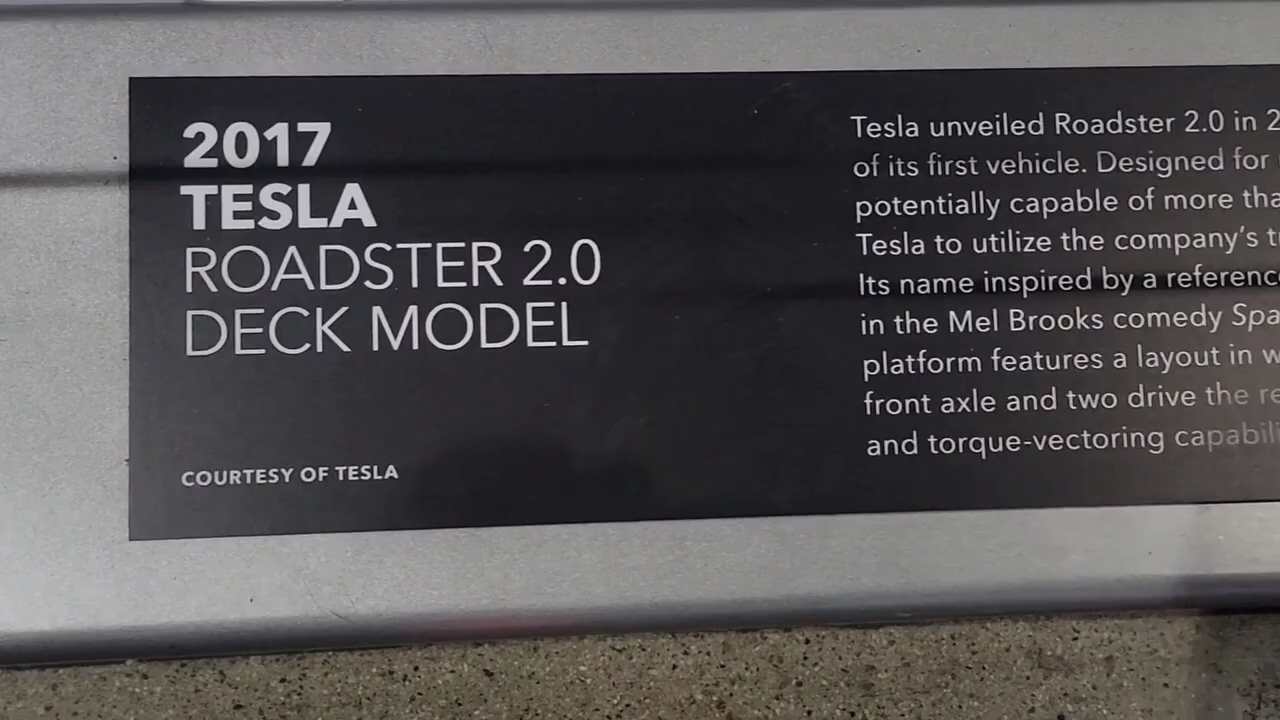 2017
TESLA
ROADSTER 2.0
DECK MODEL
COURTESY OF TESLA
Tesla unveiled Roadster 2.0 in
of its first vehicle. Designed for
potentially capable of more
Tesla to utilize the company's
Its name inspired by a
in the Mel Brooks comedy
platform features a layout in
front axle and two drive the
and torque-vectoring